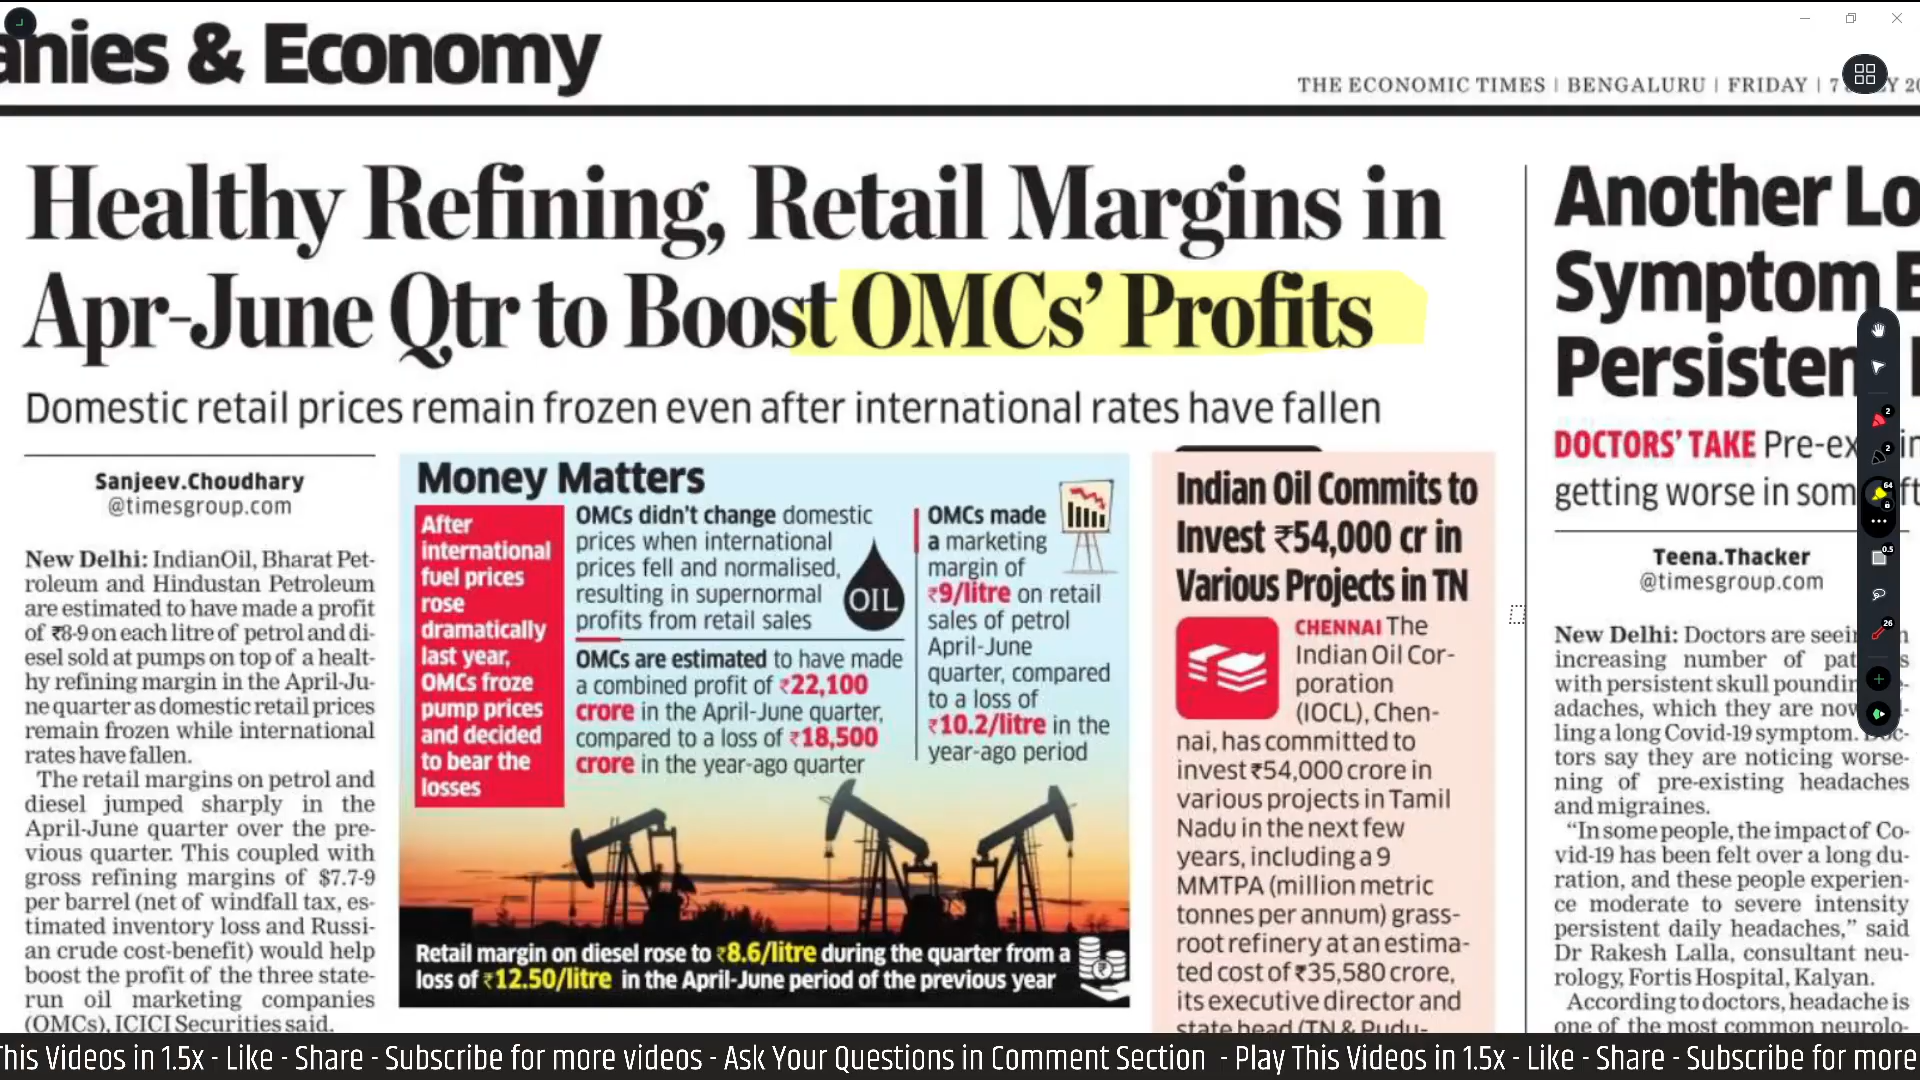 anies & Economy
THE ECONOMIC TIMES | BENGALURU | FRIDAY | 7
Healthy Refining, Retail Margins in
Apr-June Qtr to Boost OMCs' Profits
Domestic retail prices remain frozen even after international rates have fallen
Sanjeev.Choudhary
@timesgroup.com
New Delhi: IndianOil, Bharat Pet-
roleum and Hindustan Petroleum
are estimated to have made a profit
of ₹8-9 on each litre of petrol and di-
esel sold at pumps on top of a healt-
hy refining margin in the April-Ju-
ne quarter as domestic retail prices
remain frozen while international
rates have fallen.
The retail margins on petrol and
diesel jumped sharply in the
April-June quarter over the pre-
vious quarter. This coupled with
gross refining margins of $7.7-9
per barrel (net of windfall tax, es-
timated inventory loss and Russi-
an crude cost-benefit) would help
boost the profit of the three state-
run oil marketing companies
(OMCs), ICICI Securities said.
Money Matters
After
international
fuel prices
rose
dramatically
last year,
OMCs froze
pump prices
and decided
to bear the
losses
OMCs didn't change domestic
prices when international
prices fell and normalised,
resulting in supernormal
profits from retail sales
OIL
OMCs are estimated to have made
a combined profit of ₹22,100
crore in the April-June quarter,
compared to a loss of ₹18,500
crore in the year-ago quarter
OMCs made
a marketing
margin of
₹9/litre on retail
sales of petrol
April-June
quarter, compared
to a loss of
₹10.2/litre in the
year-ago period
Retail margin on diesel rose to ₹8.6/litre during the quarter from a
loss of ₹12.50/litre in the April-June period of the previous year
Indian Oil Commits to
Invest ₹54,000 cr in
Various Projects in TN
CHENNAI The
Indian Oil Cor-
poration
(IOCL), Chen-
nai, has committed to
invest ₹54,000 crore in
various projects in Tamil
Nadu in the next few
years, including a 9
MMTPA (million metric
tonnes per annum) grass-
root refinery at an estima-
ted cost of ₹35,580 crore,
its executive director and
state head (TN & Pudu-
Another Lo
Symptom
Persisten
DOCTORS' TAKE Pre-ex
getting worse in som
Teena.Thacker
@timesgroup.com
New Delhi: Doctors are seei
increasing number of pat
with persistent skull poundin
adaches, which they are now
ling a long Covid-19 symptom. Doc-
tors say they are noticing worse-
ning of pre-existing headaches
and migraines.
"In some people, the impact of Co-
vid-19 has been felt over a long du-
ration, and these people experien-
ce moderate to severe intensity
persistent daily headaches," said
Dr Rakesh Lalla, consultant neu-
rology, Fortis Hospital, Kalyan.
According to doctors, headache is
one of the most common neurolo-
2
2
64
0.5
26
This Videos in 1.5x - Like - Share - Subscribe for more videos - Ask Your Questions in Comment Section - Play This Videos in 1.5x - Like - Share - Subscribe for more